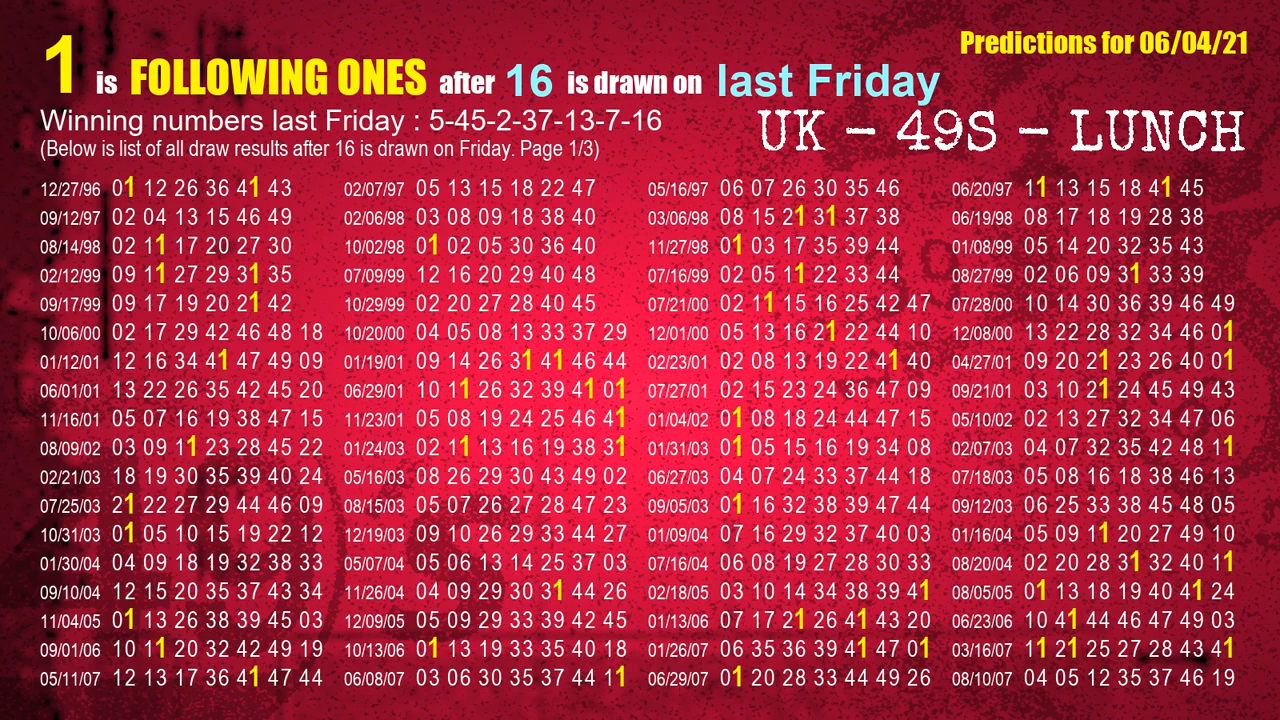 Predictions for 06/04/21
1 is FOLLOWING ONES after 16 is drawn on last Friday
Winning numbers last Friday : 5-45-2-37-13-7-16
UK - 49S - LUNCH
(Below is list of all draw results after 16 is drawn on Friday. Page 1/3)
12/27/96 01 12 26 36 41 43 02/07/97 05 13 15 18 22 47 05/16/97 06 07 26 30 35 46 06/20/97 11 13 15 18 41 45
09/12/97 02 04 13 15 46 49 02/06/98 03 08 09 18 38 40 03/06/98 08 15 21 31 37 38 06/19/98 08 17 18 19 28 38
08/14/98 02 11 17 20 27 30 10/02/98 01 02 05 30 36 40 11/27/98 01 03 17 35 39 44 01/08/99 05 14 20 32 35 43
02/12/99 09 11 27 29 31 35 07/09/99 12 16 20 29 40 48 07/16/99 02 05 11 22 33 44 08/27/99 02 06 09 31 33 39
09/17/99 09 17 19 20 21 42 10/29/99 02 20 27 28 40 45 07/21/00 02 11 15 16 25 42 47 07/28/00 10 14 30 36 39 46 49
10/06/00 02 17 29 42 46 48 18 10/20/00 04 05 08 13 33 37 29 12/01/00 05 13 16 21 22 44 10 12/08/00 13 22 28 32 34 46 01
01/12/01 12 16 34 41 47 49 09 01/19/01 09 14 26 31 41 46 44 02/23/01 02 08 13 19 22 41 40 04/27/01 09 20 21 23 26 40 01
06/01/01 13 22 26 35 42 45 20 06/29/01 10 11 26 32 39 41 01 07/27/01 02 15 23 24 36 47 09 09/21/01 03 10 21 24 45 49 43
11/16/01 05 07 16 19 38 47 15 11/23/01 05 08 19 24 25 46 41 01/04/02 01 08 18 24 44 47 15 05/10/02 02 13 27 32 34 47 06
08/09/02 03 09 11 23 28 45 22 01/24/03 02 11 13 16 19 38 31 01/31/03 01 05 15 16 19 34 08 02/07/03 04 07 32 35 42 48 11
02/21/03 18 19 30 35 39 40 24 05/16/03 08 26 29 30 43 49 02 06/27/03 04 07 24 33 37 44 18 07/18/03 05 08 16 18 38 46 13
07/25/03 21 22 27 29 44 46 09 08/15/03 05 07 26 27 28 47 23 09/05/03 01 16 32 38 39 47 44 09/12/03 06 25 33 38 45 48 05
10/31/03 01 05 10 15 19 22 12 12/19/03 09 10 26 29 33 44 27 01/09/04 07 16 29 32 37 40 03 01/16/04 05 09 11 20 27 49 10
01/30/04 04 09 18 19 32 38 33 05/07/04 05 06 13 14 25 37 03 07/16/04 06 08 19 27 28 30 33 08/20/04 02 20 28 31 32 40 11
09/10/04 12 15 20 35 37 43 34 11/26/04 04 09 29 30 31 44 26 02/18/05 03 10 14 34 38 39 41 08/05/05 01 13 18 19 40 41 24
11/04/05 01 13 26 38 39 45 03 12/09/05 05 09 29 33 39 42 45 01/13/06 07 17 21 26 41 43 20 06/23/06 10 41 44 46 47 49 03
09/01/06 10 11 20 32 42 49 19 10/13/06 01 13 19 33 35 40 18 01/26/07 06 35 36 39 41 47 01 03/16/07 11 21 25 27 28 43 41
05/11/07 12 13 17 36 41 47 44 06/08/07 03 06 30 35 37 44 11 06/29/07 01 20 28 33 44 49 26 08/10/07 04 05 12 35 37 46 19